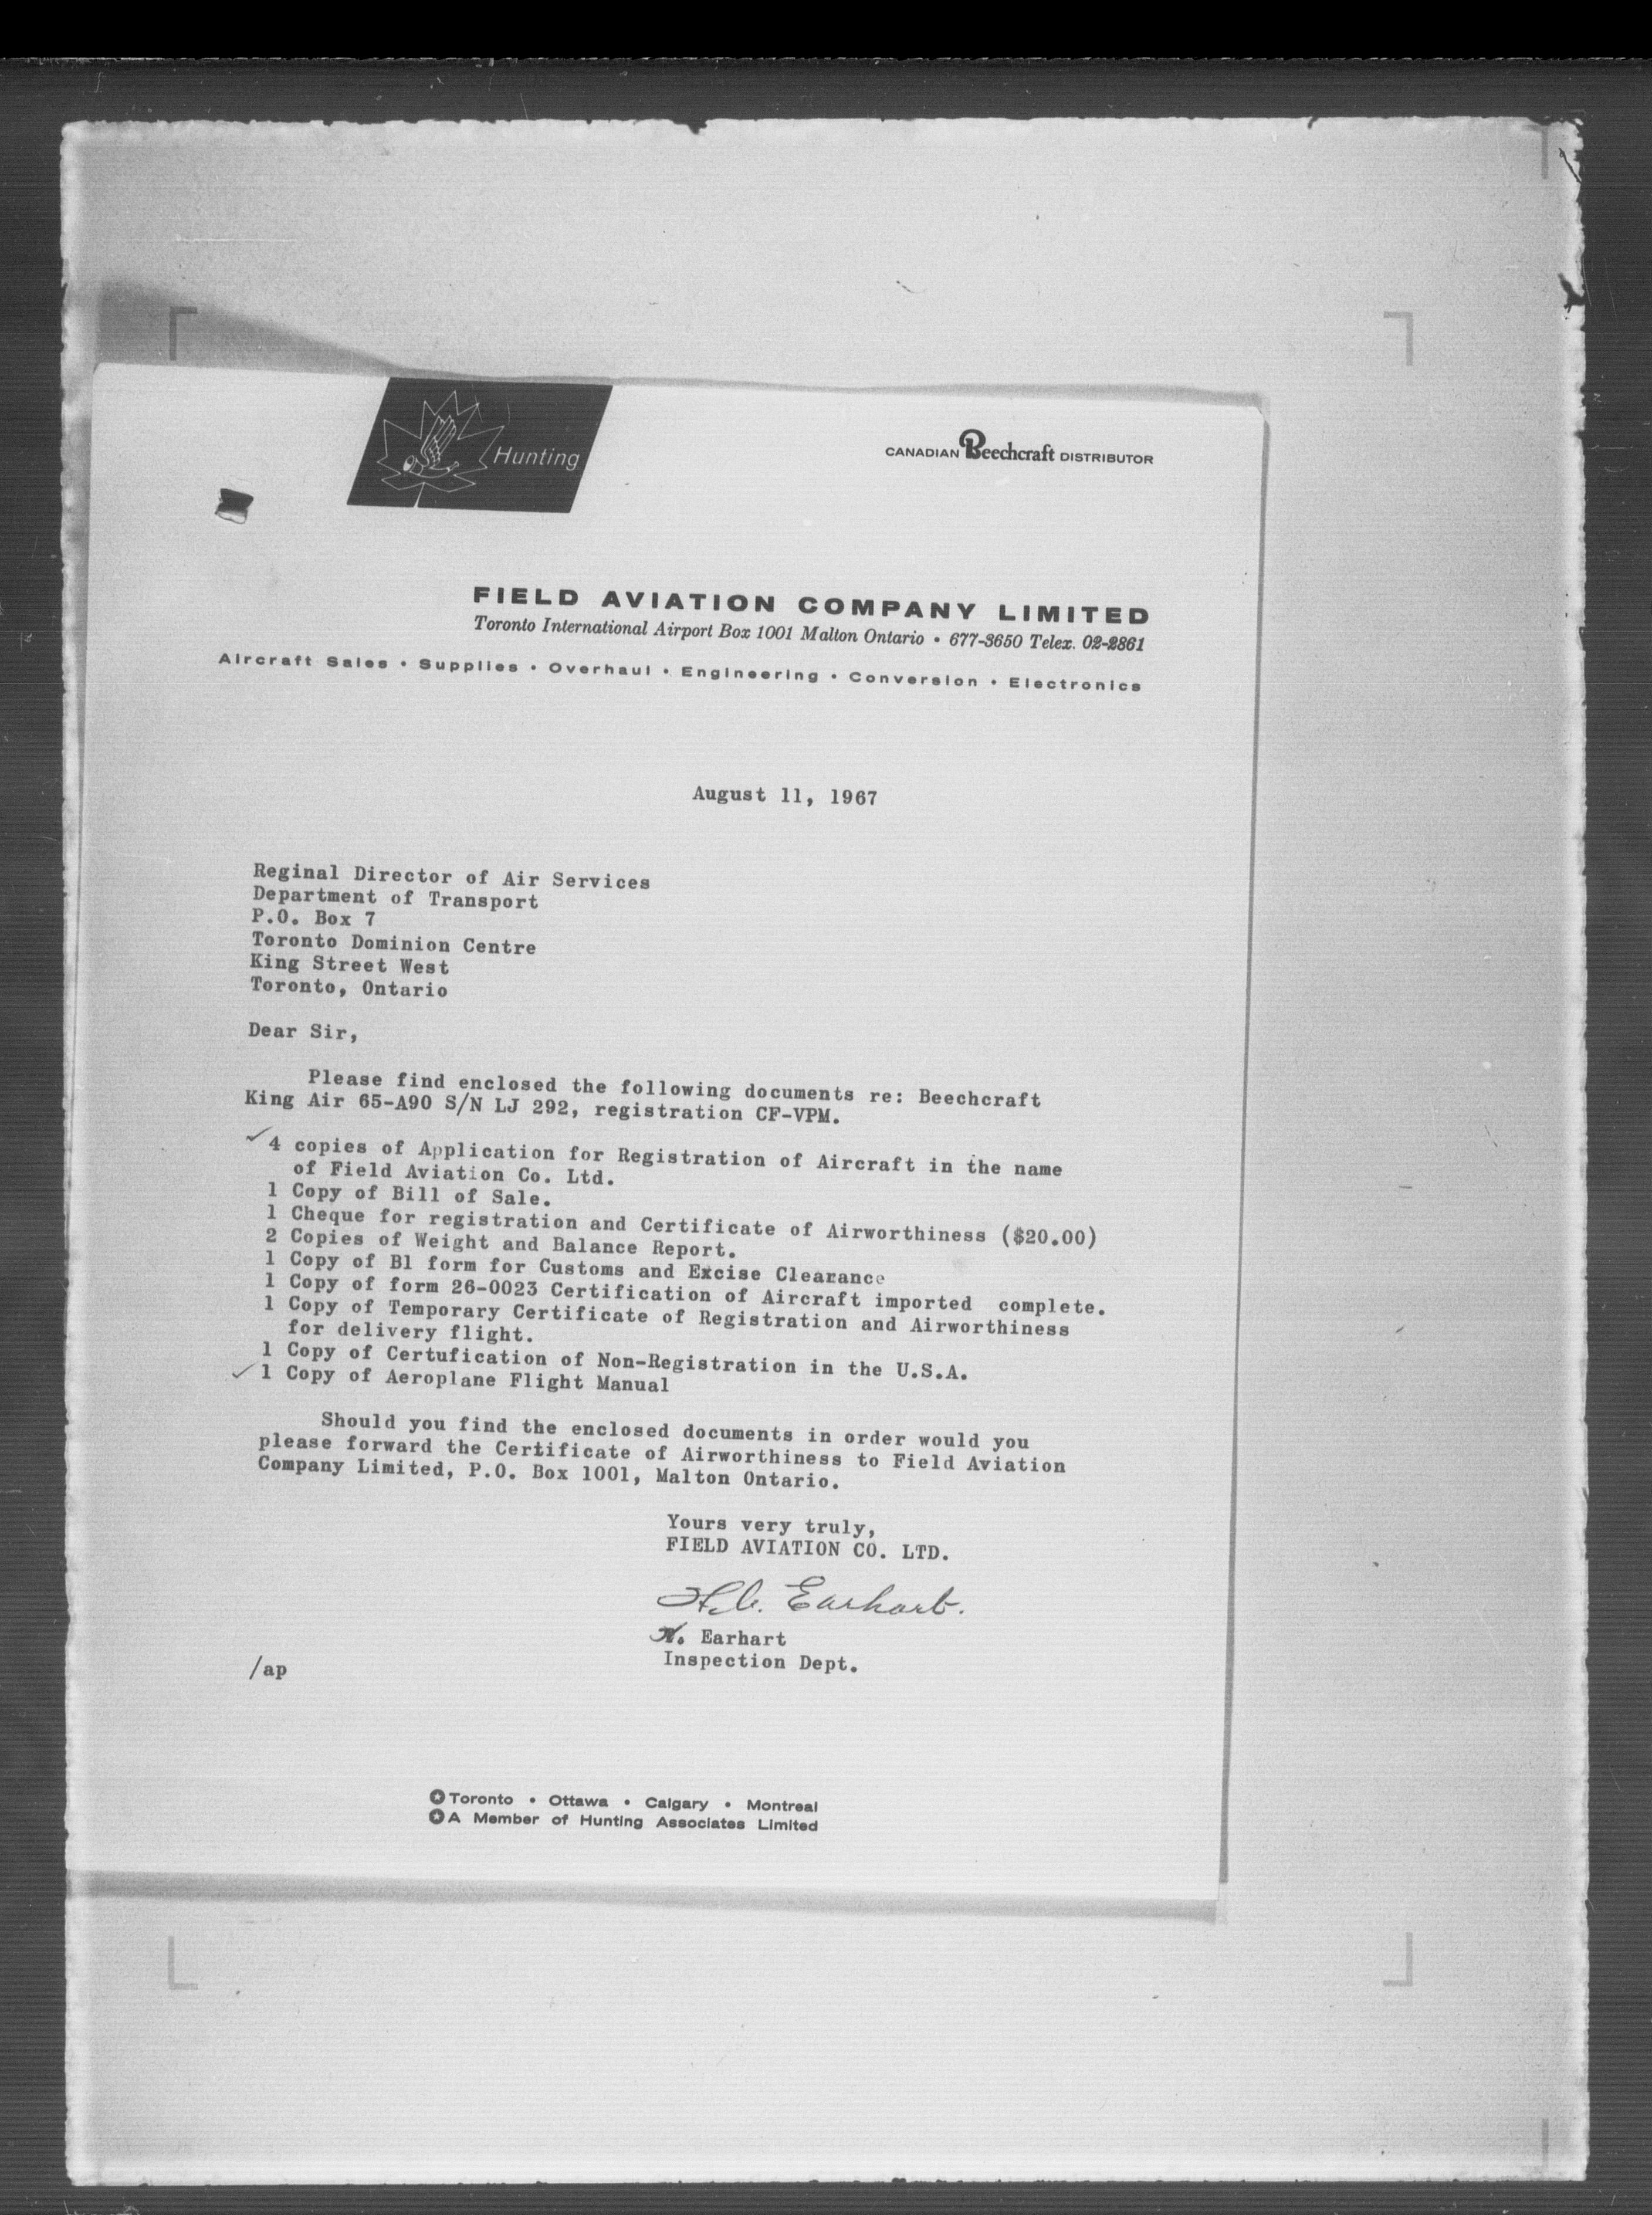 Hunting
CANADIAN Beechcraft DISTRIBUTOR
FIELD AVIATION COMPANY LIMITED
Toronto International Airport Box 1001 Malton Ontario • 677-3650 Telex. 02-2861
Aircraft Sales • Supplies • Overhaul • Engineering • Conversion • Electronics
August 11, 1967
Reginal Director of Air Services
Department of Transport
P.O. Box 7
Toronto Dominion Centre
King Street West
Toronto, Ontario
Dear Sir,
Please find enclosed the following documents re: Beechcraft
King Air 65-A90 S/N LJ 292, registration CF-VPM.
✓ 4 copies of Application for Registration of Aircraft in the name
of Field Aviation Co. Ltd.
1 Copy of Bill of Sale.
1 Cheque for registration and Certificate of Airworthiness ($20.00)
2 Copies of Weight and Balance Report.
1 Copy of B1 form for Customs and Excise Clearance
1 Copy of form 26-0023 Certification of Aircraft imported complete.
1 Copy of Temporary Certificate of Registration and Airworthiness
for delivery flight.
1 Copy of Certufication of Non-Registration in the U.S.A.
✓ 1 Copy of Aeroplane Flight Manual
Should you find the enclosed documents in order would you
please forward the Certificate of Airworthiness to Field Aviation
Company Limited, P.O. Box 1001, Malton Ontario.
Yours very truly,
FIELD AVIATION CO. LTD.
Earhart.
Earhart
Inspection Dept.
/ap
Toronto • Ottawa • Calgary • Montreal
A Member of Hunting Associates Limited